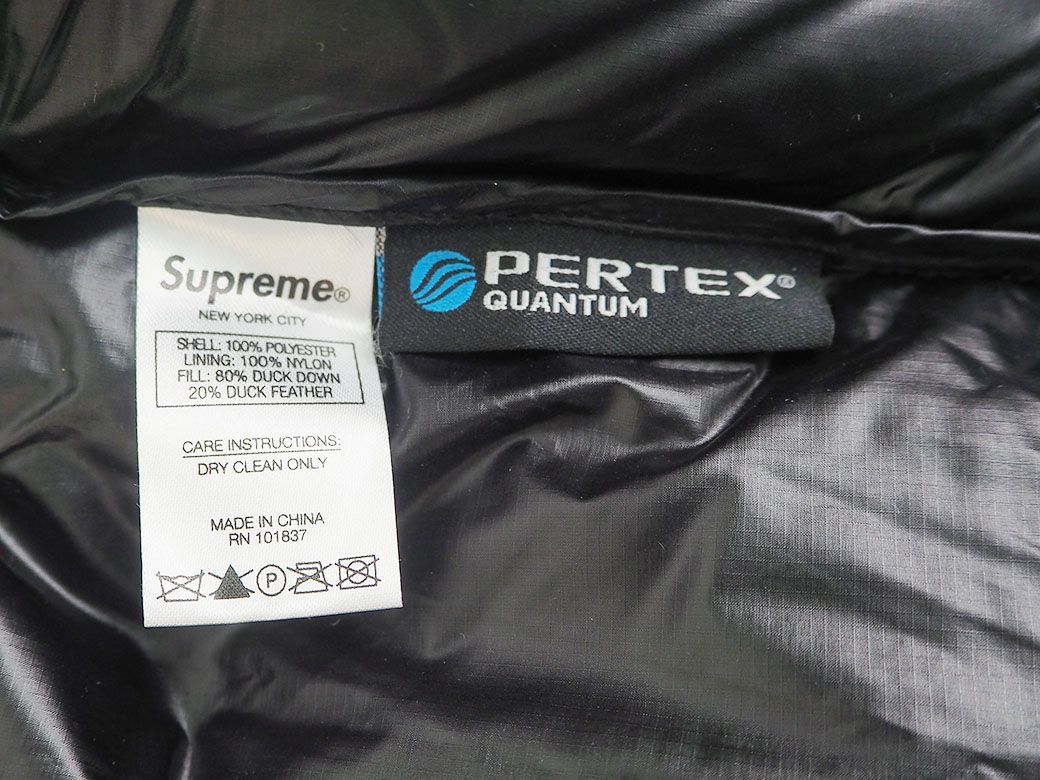 Supreme®
NEW YORK CITY
SHELL: 100% POLYESTER
LINING: 100% NYLON
FILL: 80% DUCK DOWN
20% DUCK FEATHER
CARE INSTRUCTIONS:
DRY CLEAN ONLY
MADE IN CHINA
RN 101837
P
PERTEX®
QUANTUM